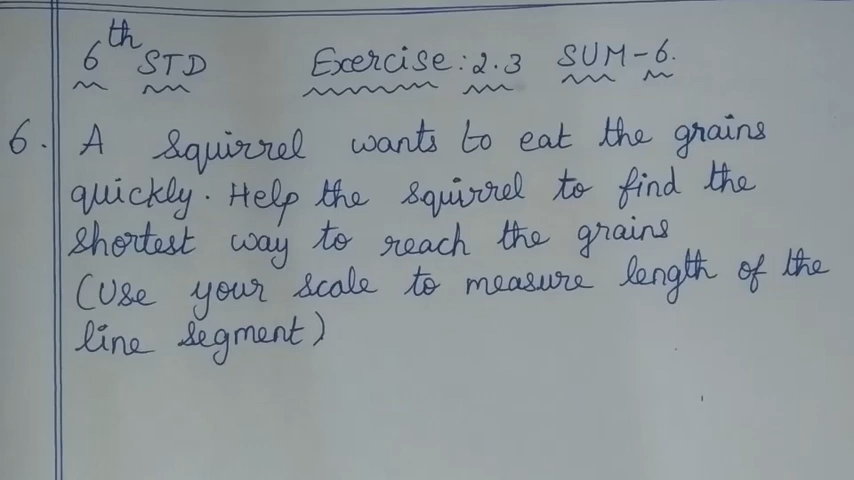 6th STD Exercise: 2.3 SUM-6.
6. A squirrel wants to eat the grains
quickly. Help the squirrel to find the
shortest way to reach the grains
(Use your scale to measure length of the
line segment)